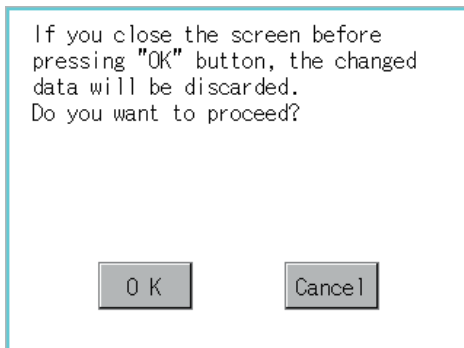 If you close the screen before
pressing "OK" button, the changed
data will be discarded.
Do you want to proceed?
O K
Cancel